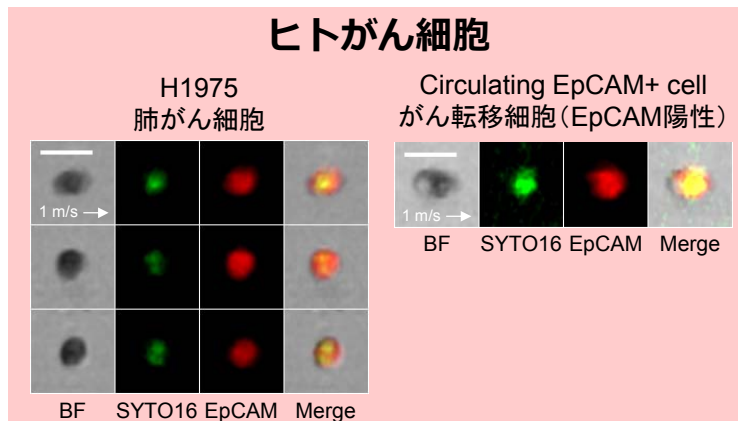 ヒトがん細胞
H1975
肺がん細胞
1 m/s →
BF SYTO16 EpCAM Merge
Circulating EpCAM+ cell
がん転移細胞（EpCAM陽性）
1 m/s →
BF SYTO16 EpCAM Merge